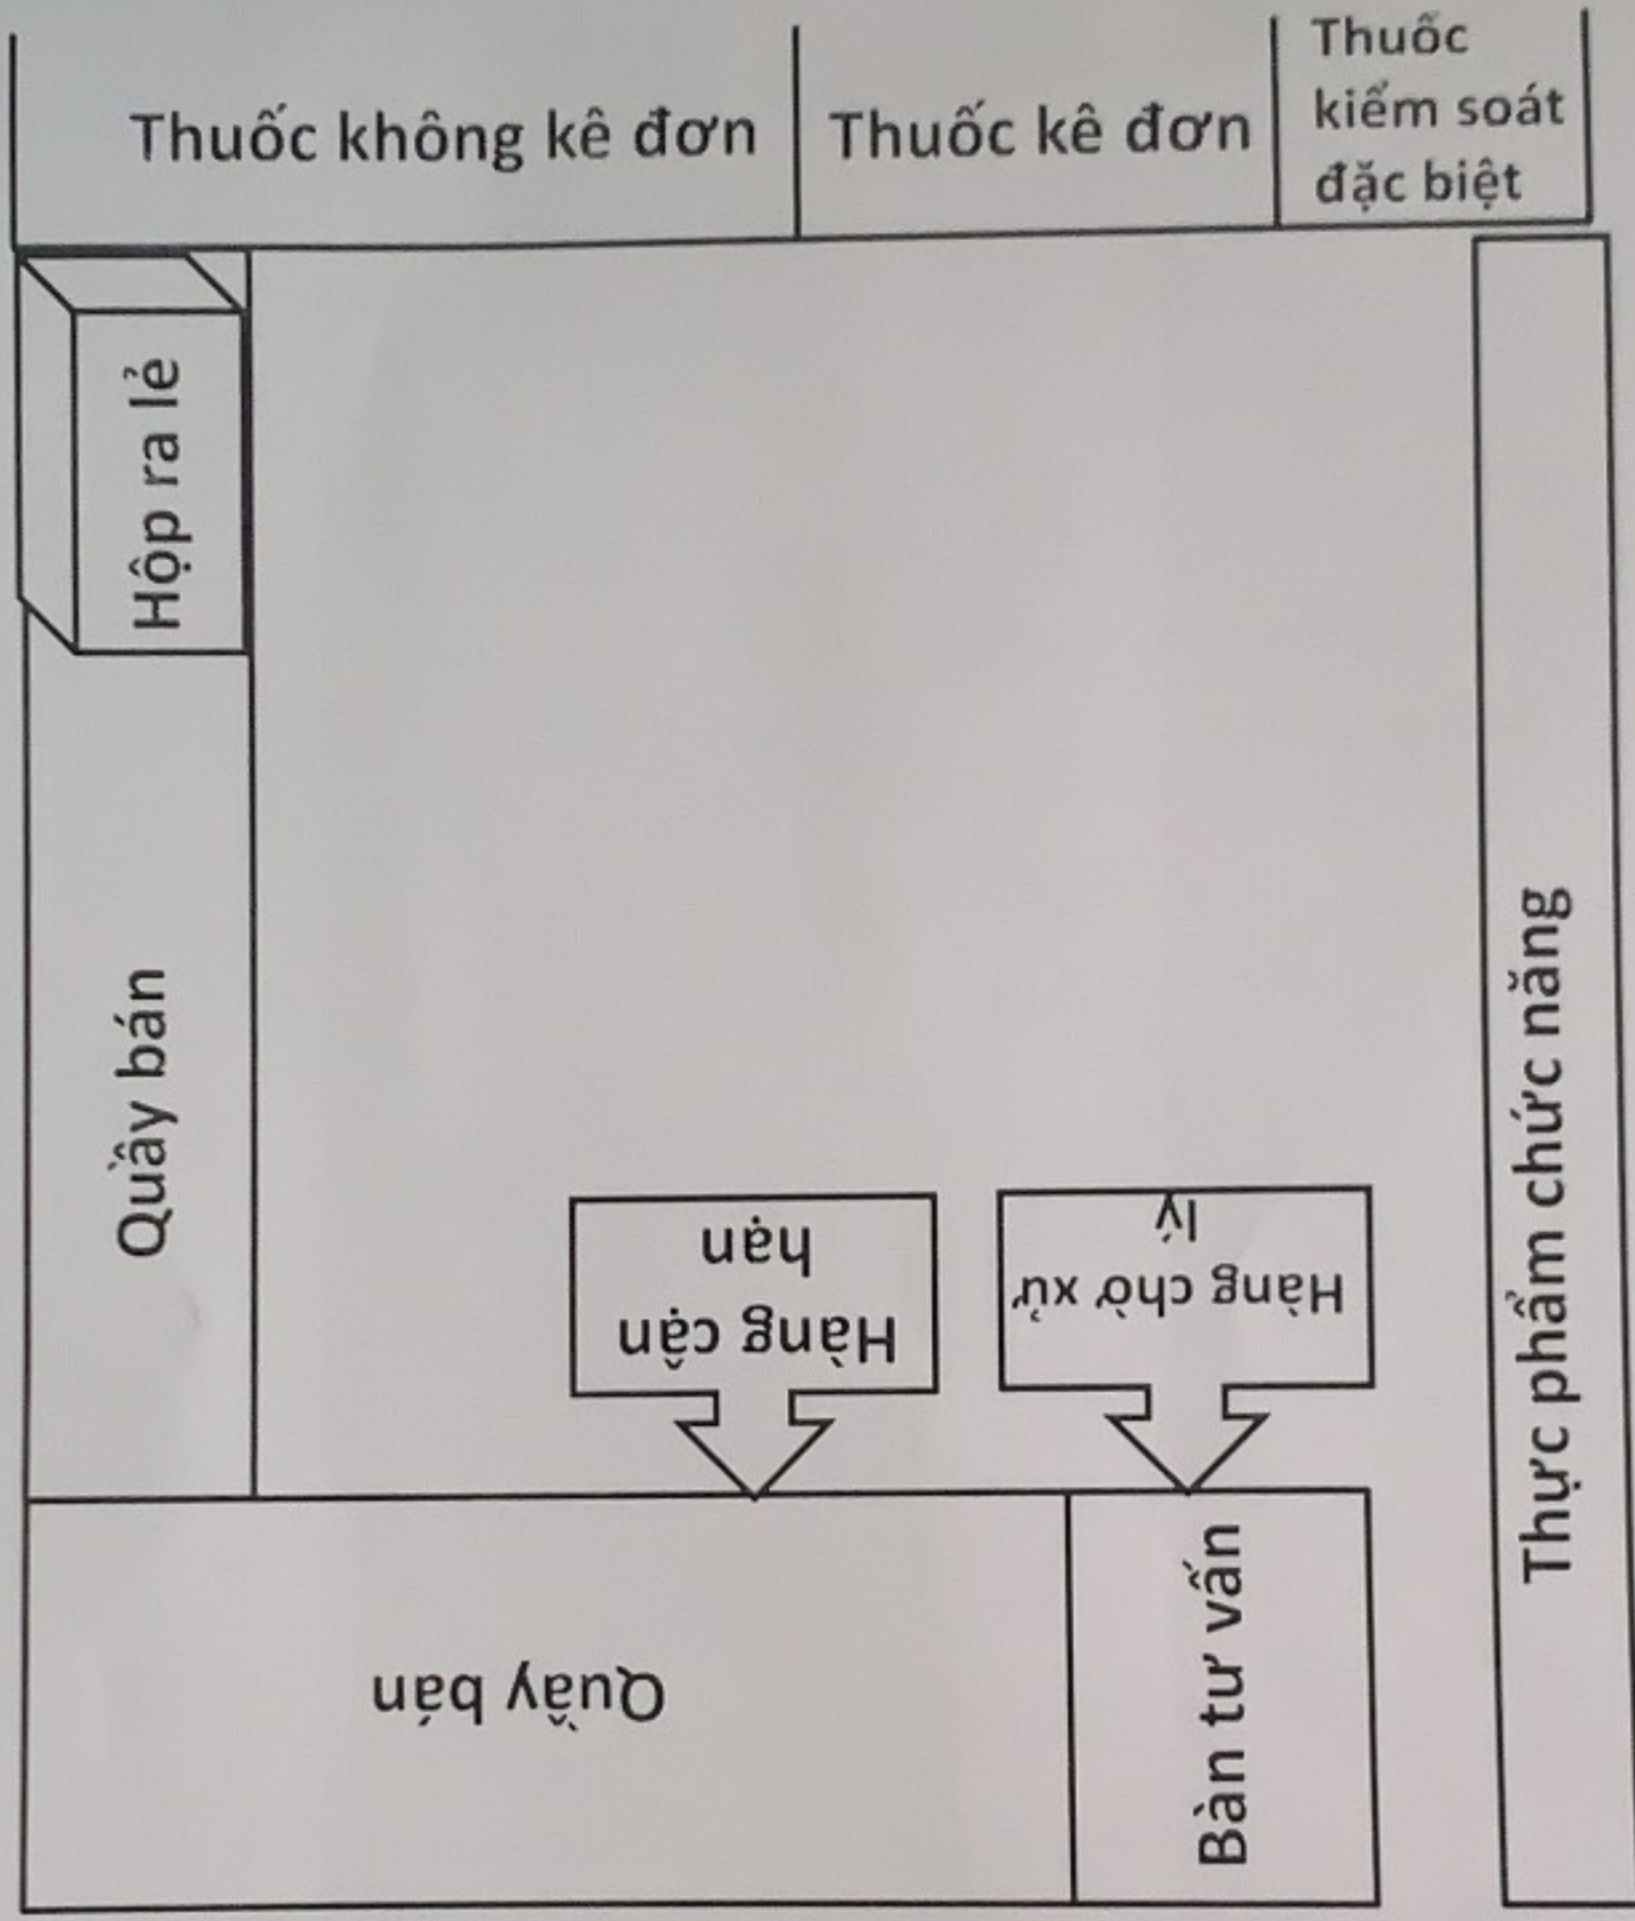 Thuốc không kê đơn
Thuốc kê đơn
Thuốc
kiểm soát
đặc biệt
Hộp ra lẻ
Quầy bán
Hàng cận
hạn
Hàng chờ xử
lý
Quầy bán
Bàn tư vấn
Thực phẩm chức năng